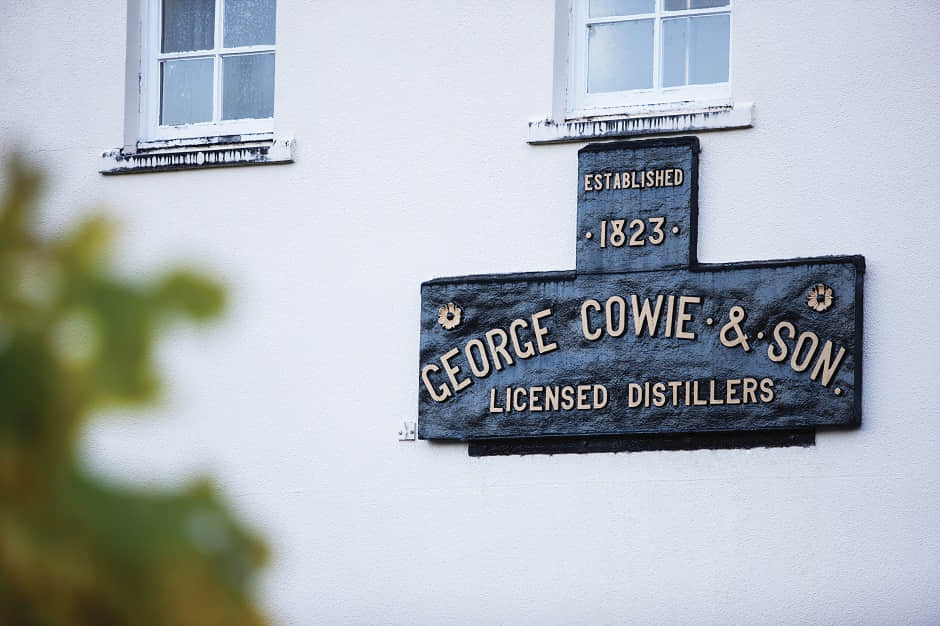 ESTABLISHED
·1823·
GEORGE COWIE·&·SON.
LICENSED DISTILLERS